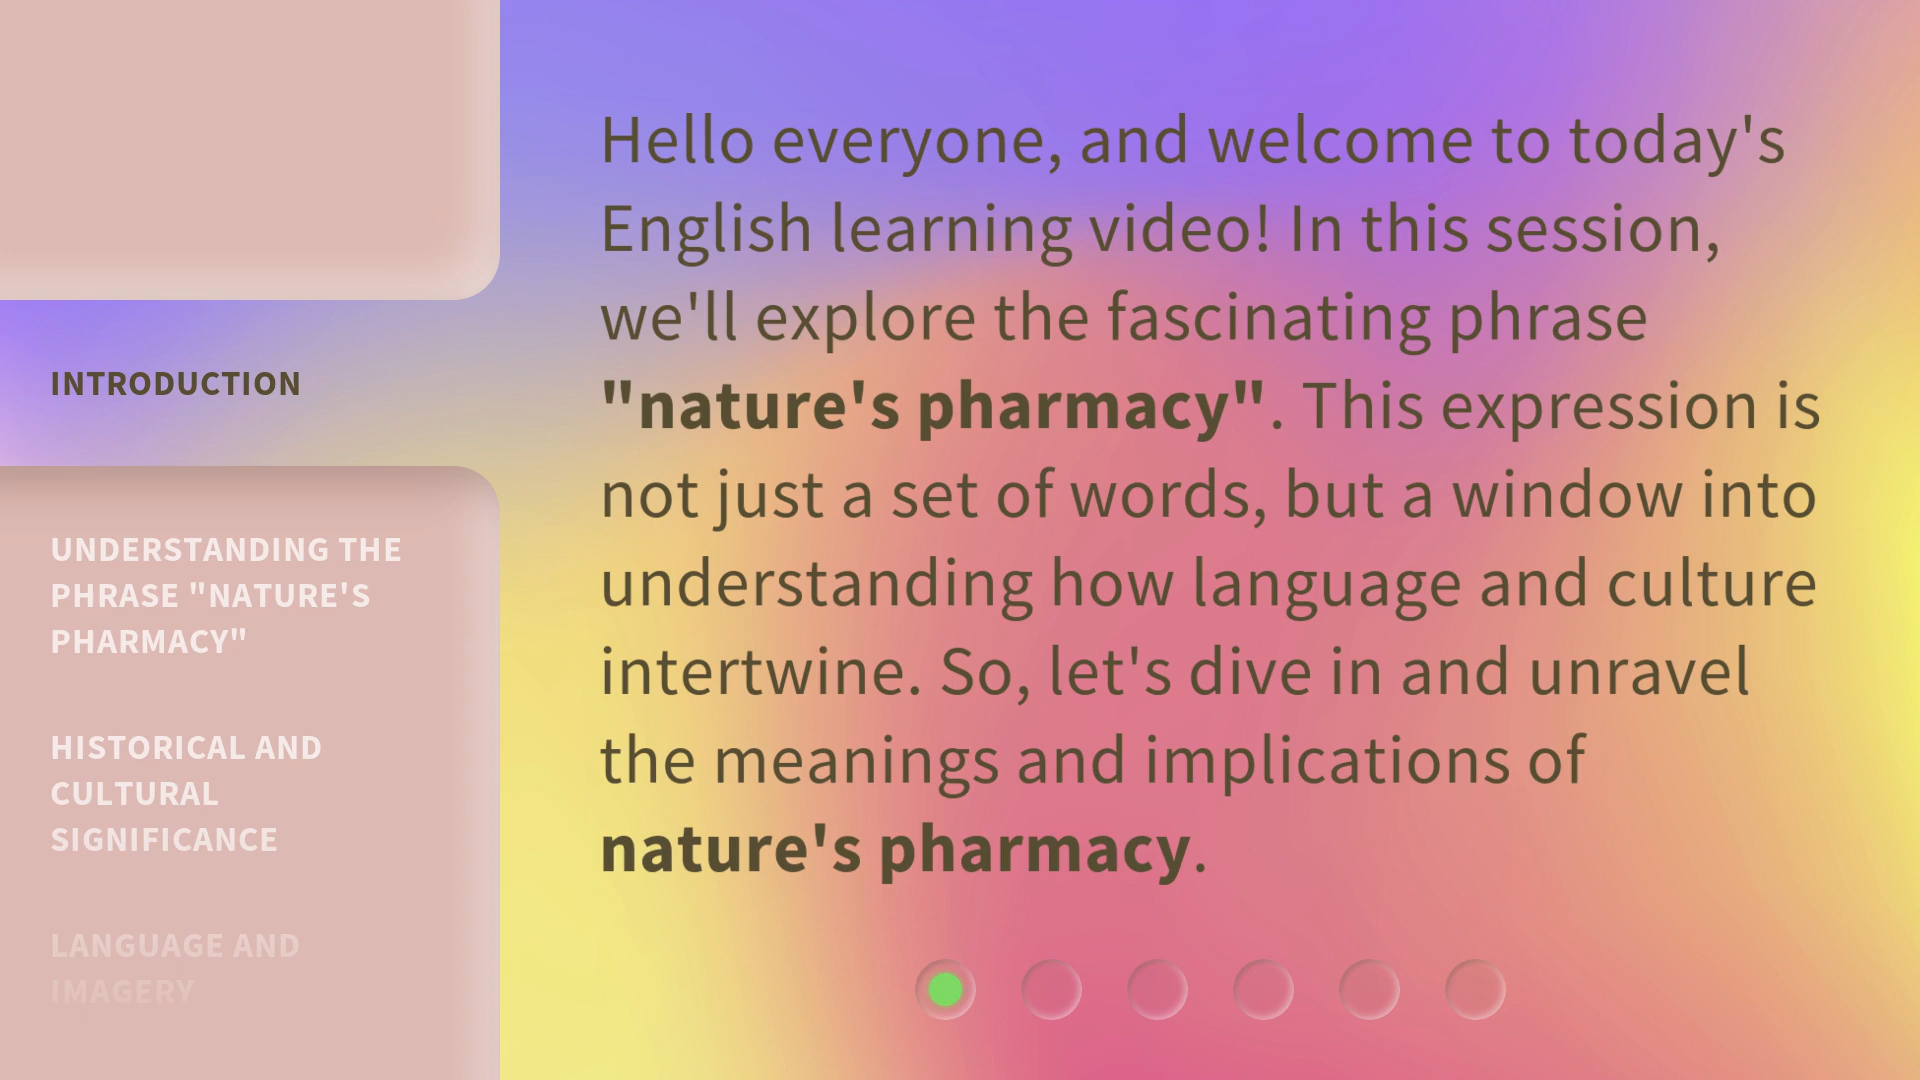 INTRODUCTION
UNDERSTANDING THE
PHRASE "NATURE'S
PHARMACY"
HISTORICAL AND
CULTURAL
SIGNIFICANCE
LANGUAGE AND
IMAGERY
Hello everyone, and welcome to today's
English learning video! In this session,
we'll explore the fascinating phrase
"nature's pharmacy". This expression is
not just a set of words, but a window into
understanding how language and culture
intertwine. So, let's dive in and unravel
the meanings and implications of
nature's pharmacy.